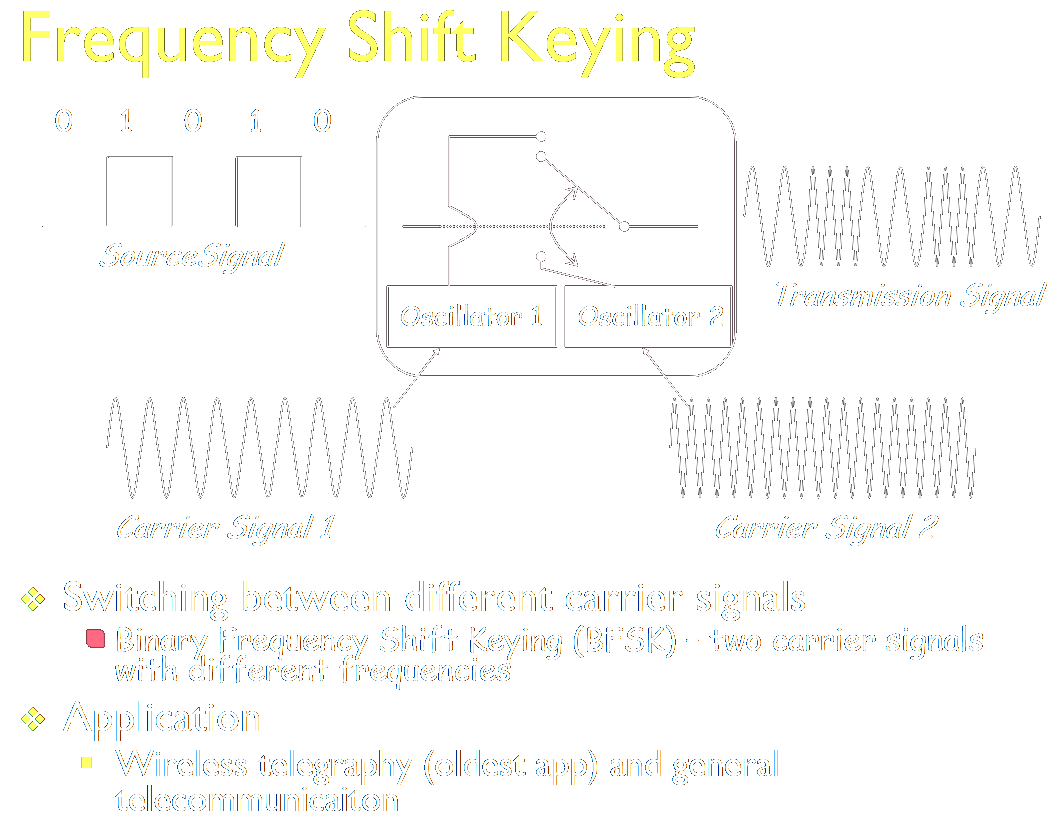 Frequency Shift Keying
0 1 0 1 0
SourceSignal
Transmission Signal
Oscillator 1
Oscillator 2
Carrier Signal 1
Carrier Signal 2
Switching between different carrier signals
Binary Frequency Shift Keying (BFSK) - two carrier signals
with different frequencies
Application
Wireless telegraphy (oldest app) and general
telecommunicaiton